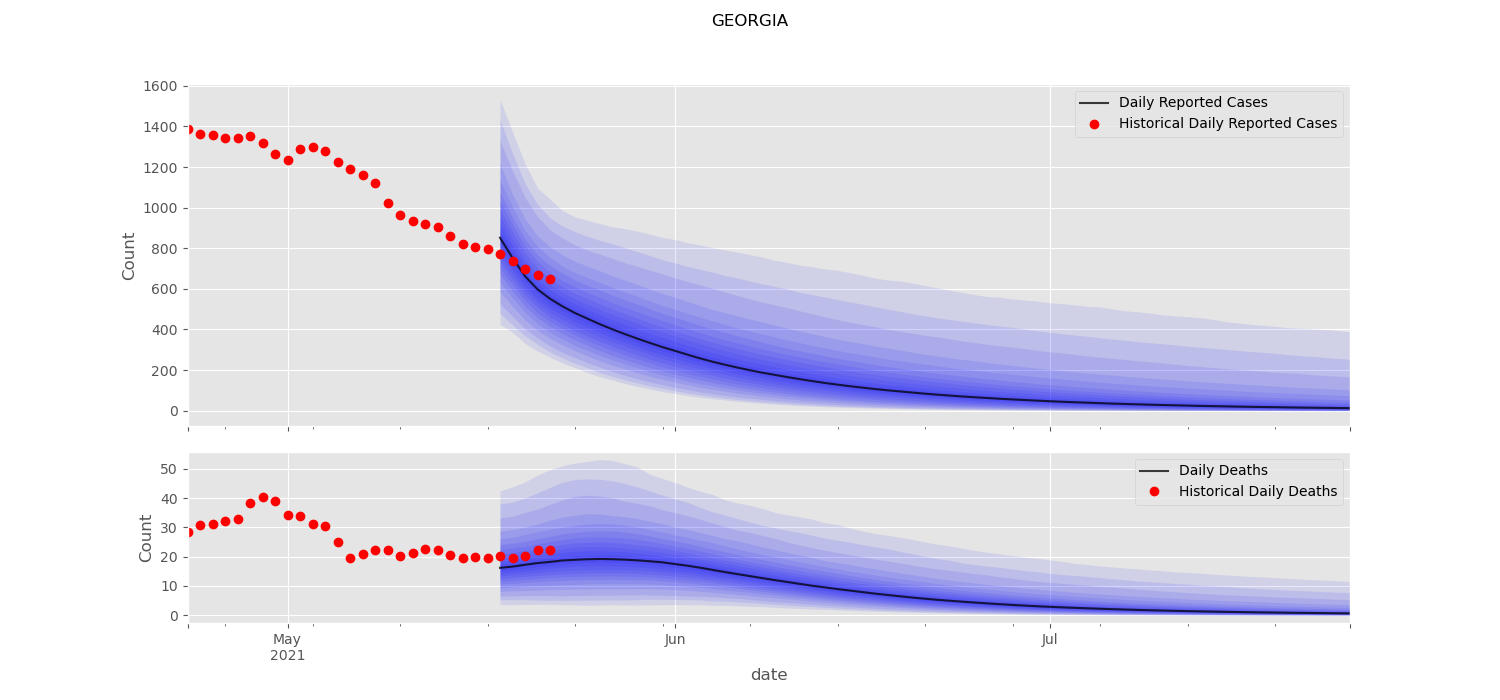 GEORGIA
1600
1400
1200
1000
800
600
400
200
0
Count
Daily Reported Cases
Historical Daily Reported Cases
50
40
30
20
10
0
Count
Daily Deaths
Historical Daily Deaths
May
2021
Jun
Jul
date